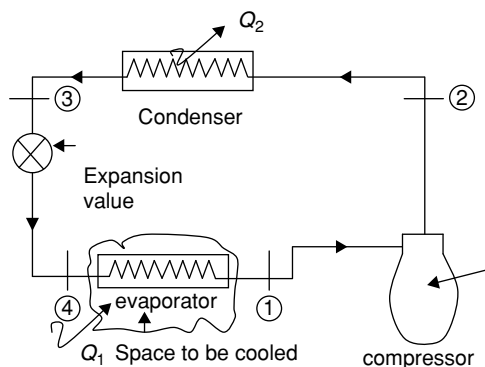 Q2
③
②
Condenser
Expansion
value
④
evaporator
①
Q1 Space to be cooled
compressor